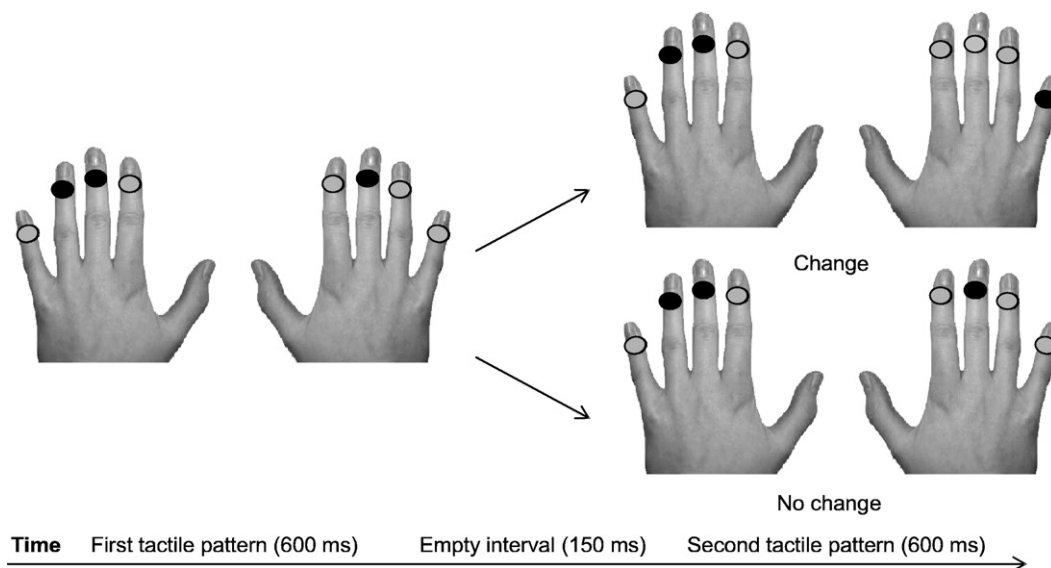 Change
No change
Time First tactile pattern (600 ms) Empty interval (150 ms) Second tactile pattern (600 ms)